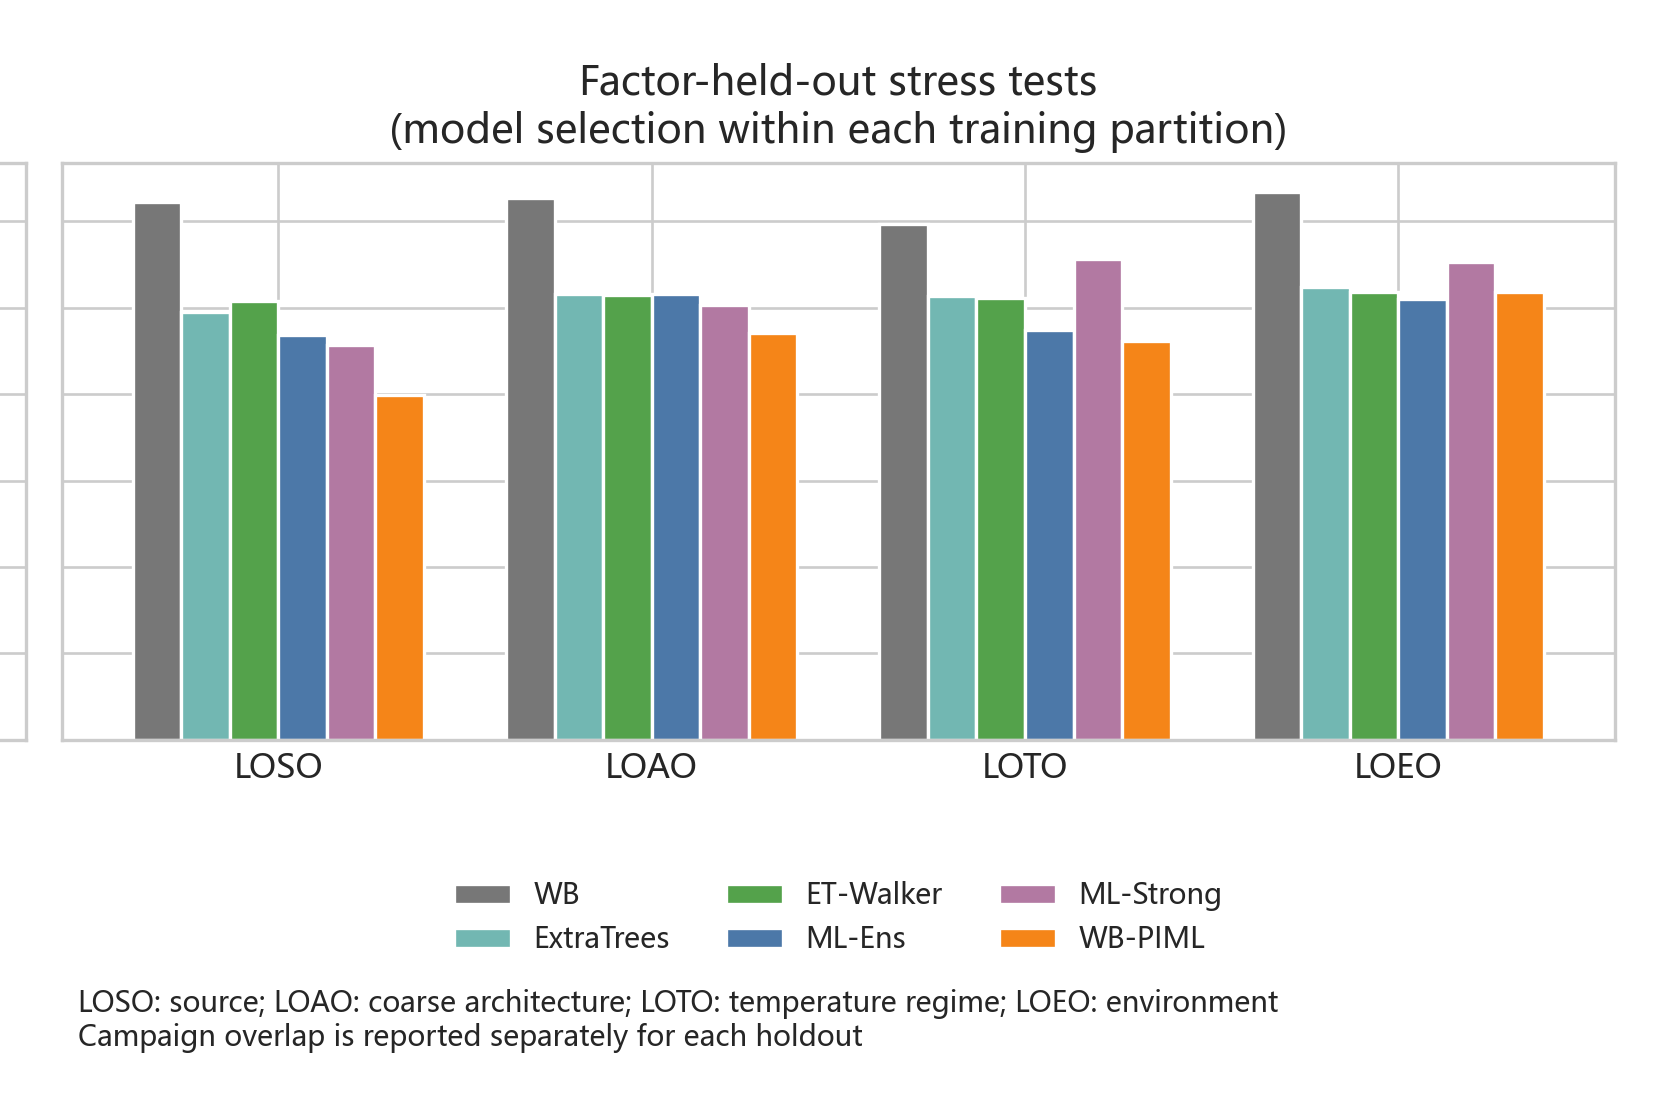 Factor-held-out stress tests
(model selection within each training partition)
LOSO
LOAO
LOTO
LOEO
WB
ET-Walker
ML-Strong
ExtraTrees
ML-Ens
WB-PIML
LOSO: source; LOAO: coarse architecture; LOTO: temperature regime; LOEO: environment
Campaign overlap is reported separately for each holdout